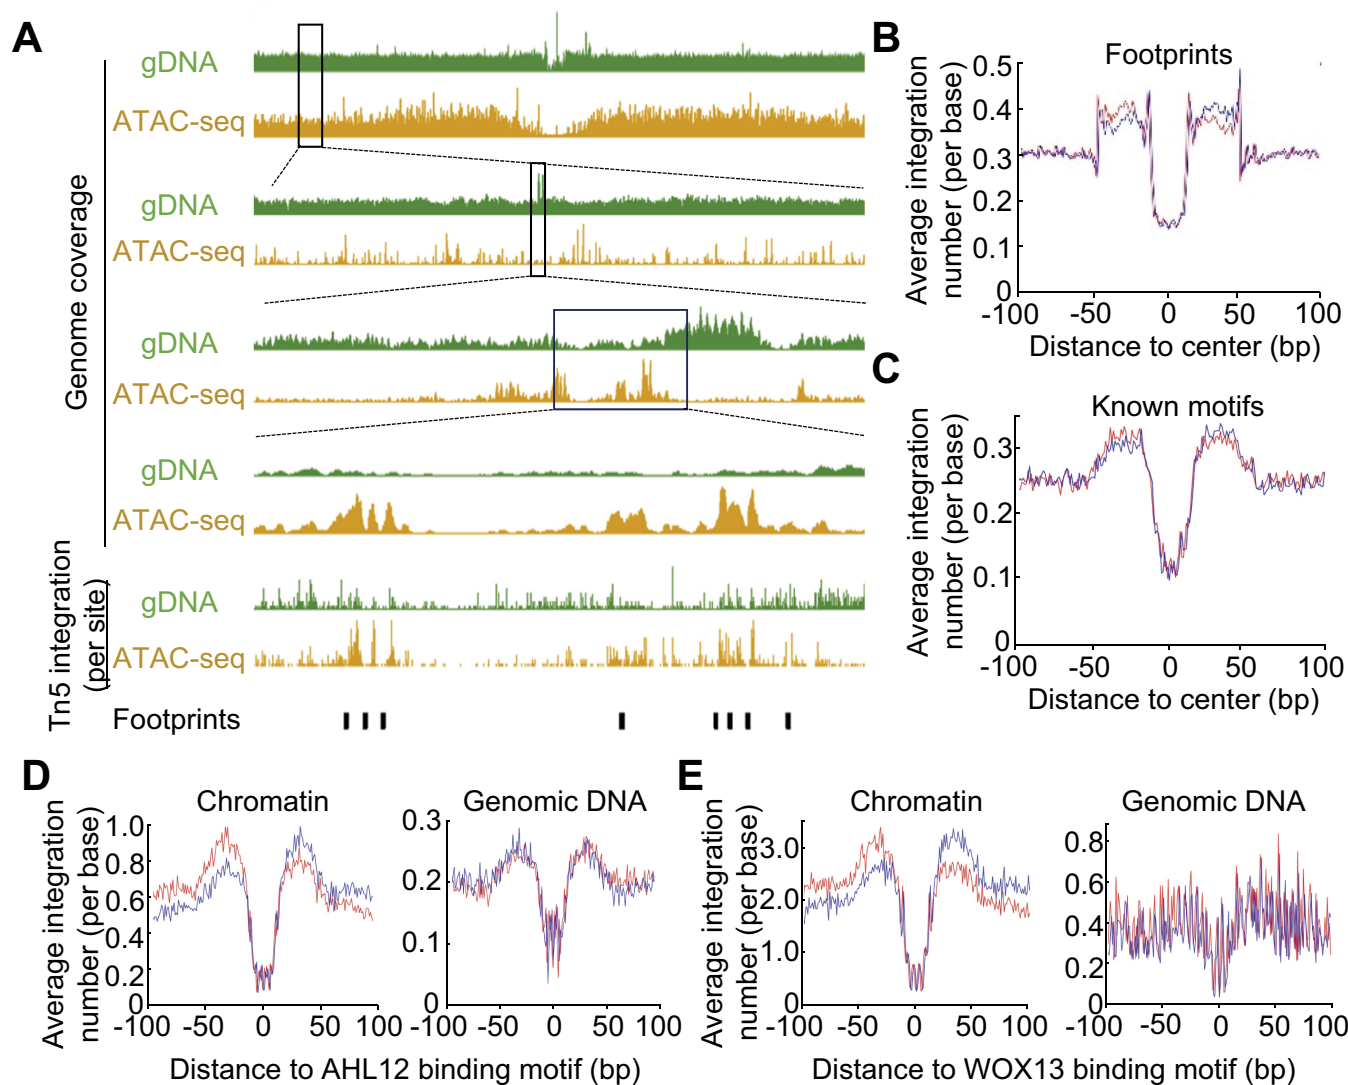 A
gDNA
ATAC-seq
gDNA
ATAC-seq
gDNA
ATAC-seq
gDNA
ATAC-seq
gDNA
ATAC-seq
Footprints
Genome coverage
Tn5 integration
(per site)
B
Footprints
Average integration
number (per base)
0.5
0.4
0.3
0.2
0.1
0
-100 -50 0 50 100
Distance to center (bp)
C
Known motifs
Average integration
number (per base)
0.3
0.2
0.1
0
-100 -50 0 50 100
Distance to center (bp)
D
Chromatin
Average integration
number (per base)
1.0
0.8
0.6
0.4
0.2
0
-100 -50 0 50 100
Genomic DNA
0.3
0.2
0.1
0
-100 -50 0 50 100
Distance to AHL12 binding motif (bp)
E
Chromatin
Average integration
number (per base)
3.0
2.0
1.0
0
-100 -50 0 50 100
Genomic DNA
0.8
0.6
0.4
0.2
0
-100 -50 0 50 100
Distance to WOX13 binding motif (bp)